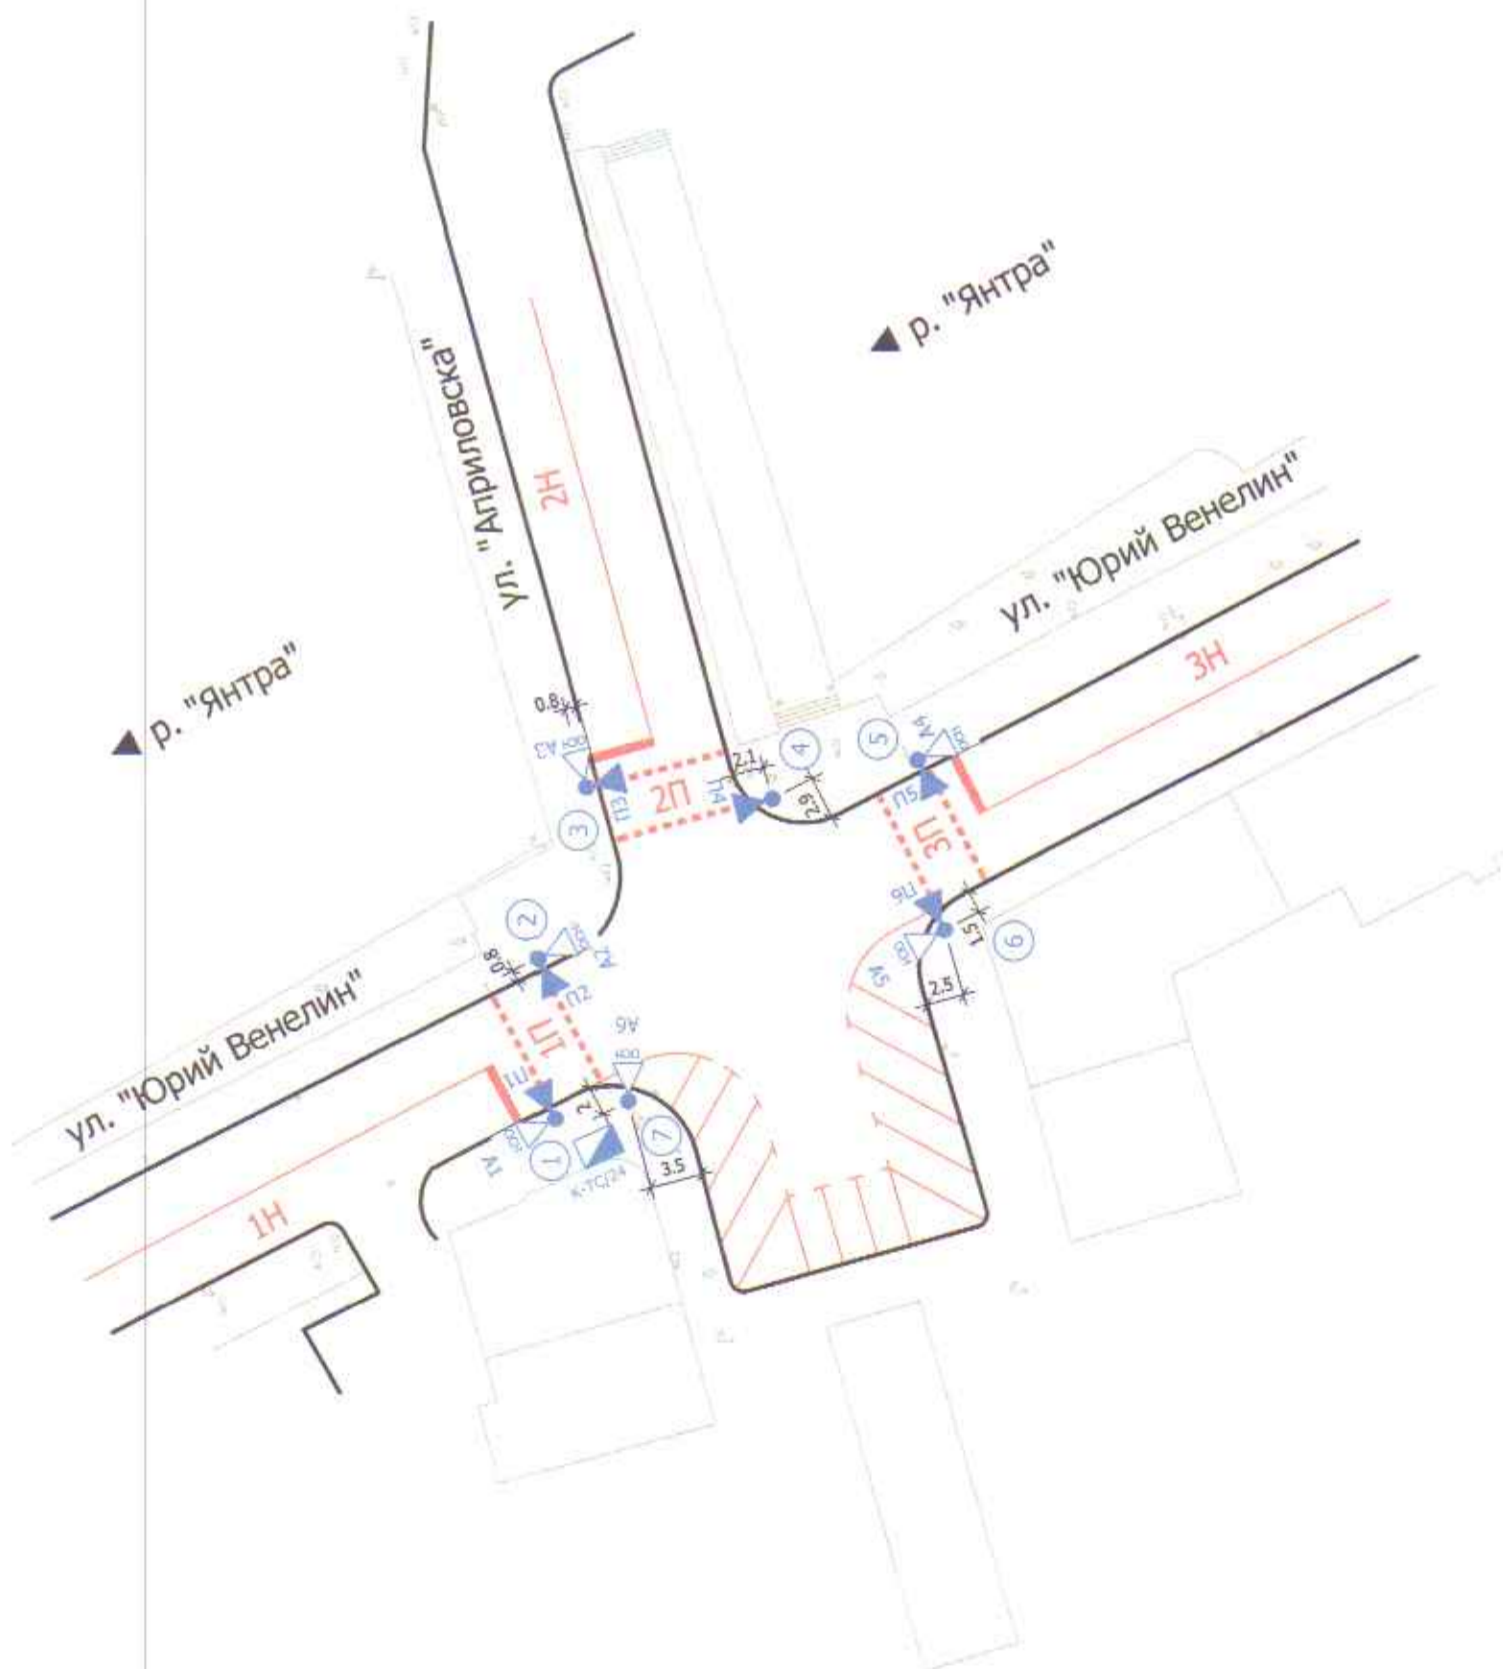 р. "Янтра"
ул. "Априловска"
2Н
ул. "Юрий Венелин"
3Н
р. "Янтра"
0.8
А3
3
П3
2П
П4
2.1
4
2.9
5
А4
П5
3П
П6
1.5
6
А5
2.5
2
А2
0.8
ул. "Юрий Венелин"
П2
1П
П1
А6
2
7
3.5
1
А1
К-ТС/24
1Н